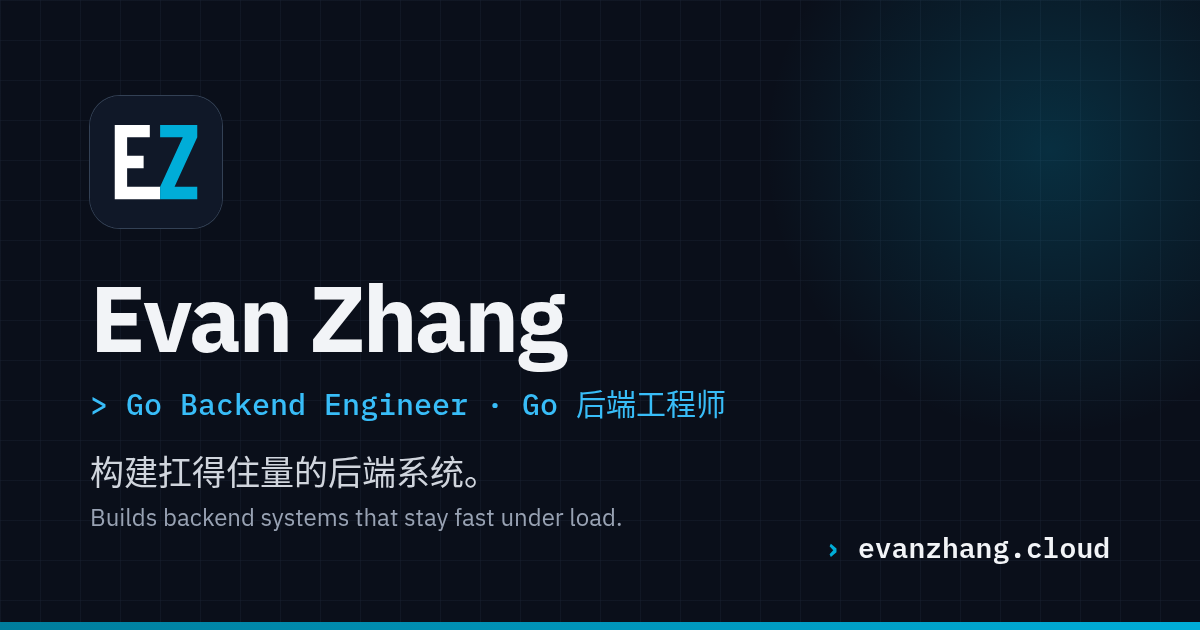 EZ
Evan Zhang
> Go Backend Engineer · Go 后端工程师
构建扛得住量的后端系统。
Builds backend systems that stay fast under load.
› evanzhang.cloud